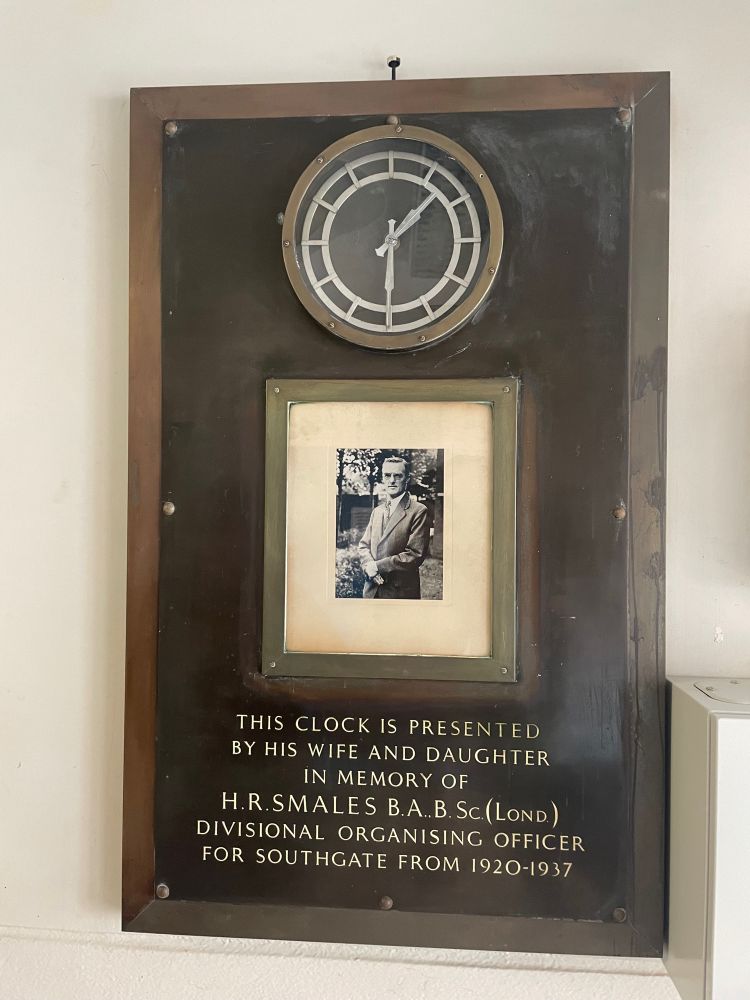 THIS CLOCK IS PRESENTED
BY HIS WIFE AND DAUGHTER
IN MEMORY OF
H.R.SMALES B.A.,B.Sc.(Lond.)
DIVISIONAL ORGANISING OFFICER
FOR SOUTHGATE FROM 1920-1937